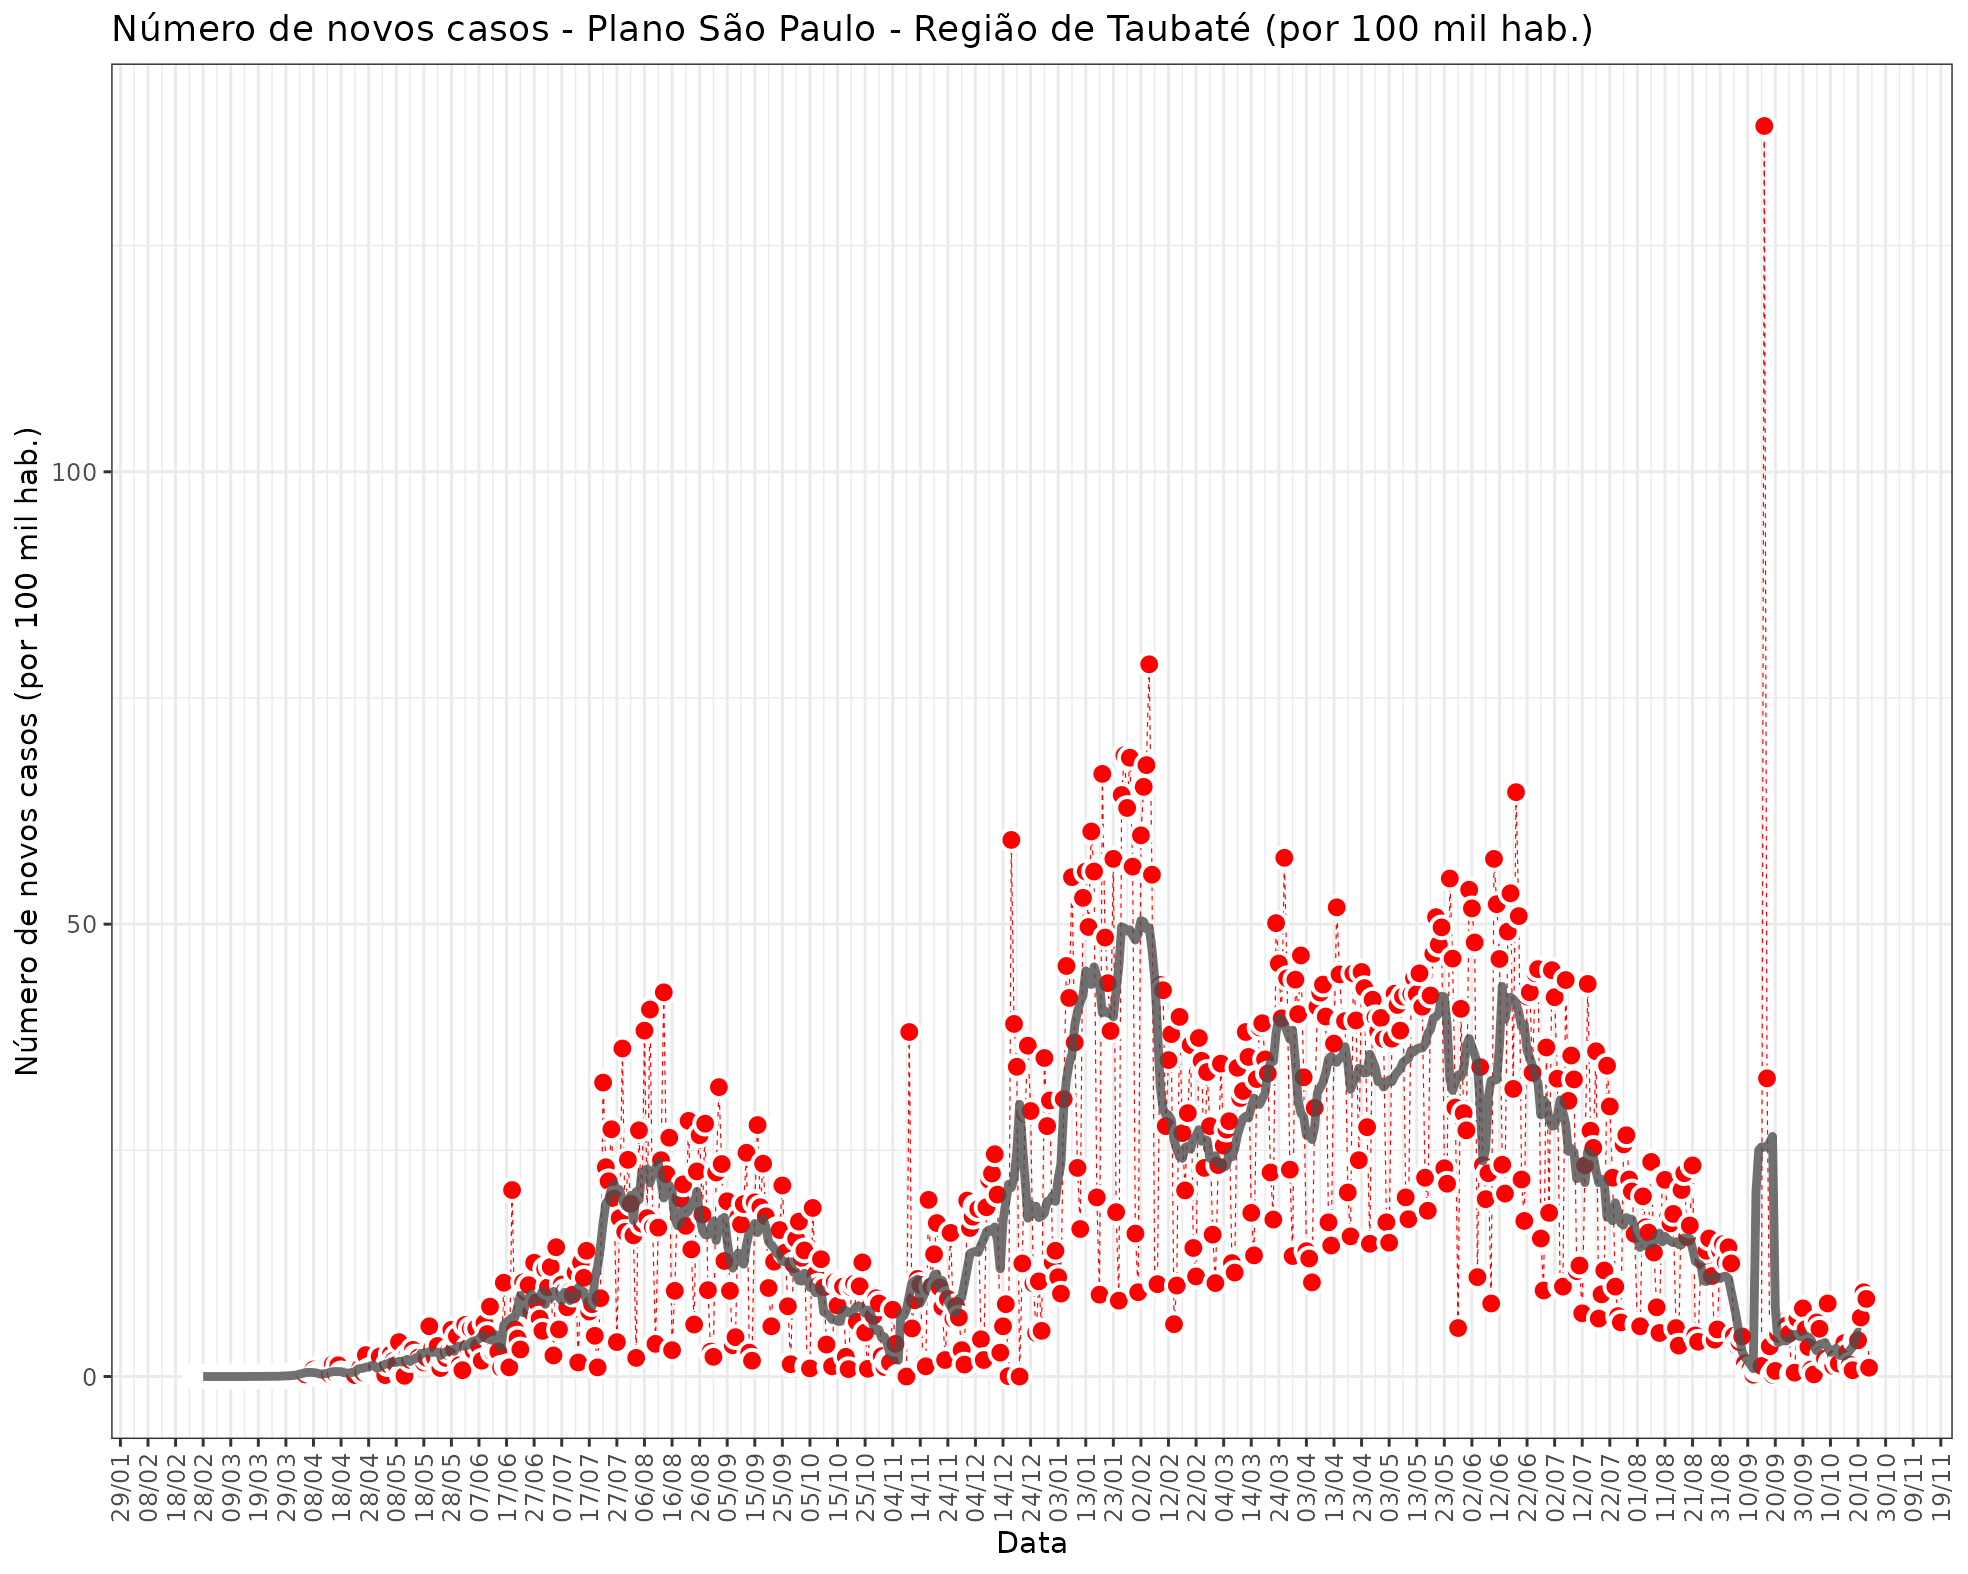 Número de novos casos - Plano São Paulo - Região de Taubaté (por 100 mil hab.)
Número de novos casos (por 100 mil hab.)
100
50
0
29/01 08/02 18/02 28/02 09/03 19/03 29/03 08/04 18/04 28/04 08/05 18/05 28/05 07/06 17/06 27/06 07/07 17/07 27/07 06/08 16/08 26/08 05/09 15/09 25/09 05/10 15/10 25/10 04/11 14/11 24/11 04/12 14/12 24/12 03/01 13/01 23/01 02/02 12/02 22/02 04/03 14/03 24/03 03/04 13/04 23/04 03/05 13/05 23/05 02/06 12/06 22/06 02/07 12/07 22/07 01/08 11/08 21/08 31/08 10/09 20/09 30/09 10/10 20/10 30/10 09/11 19/11
Data